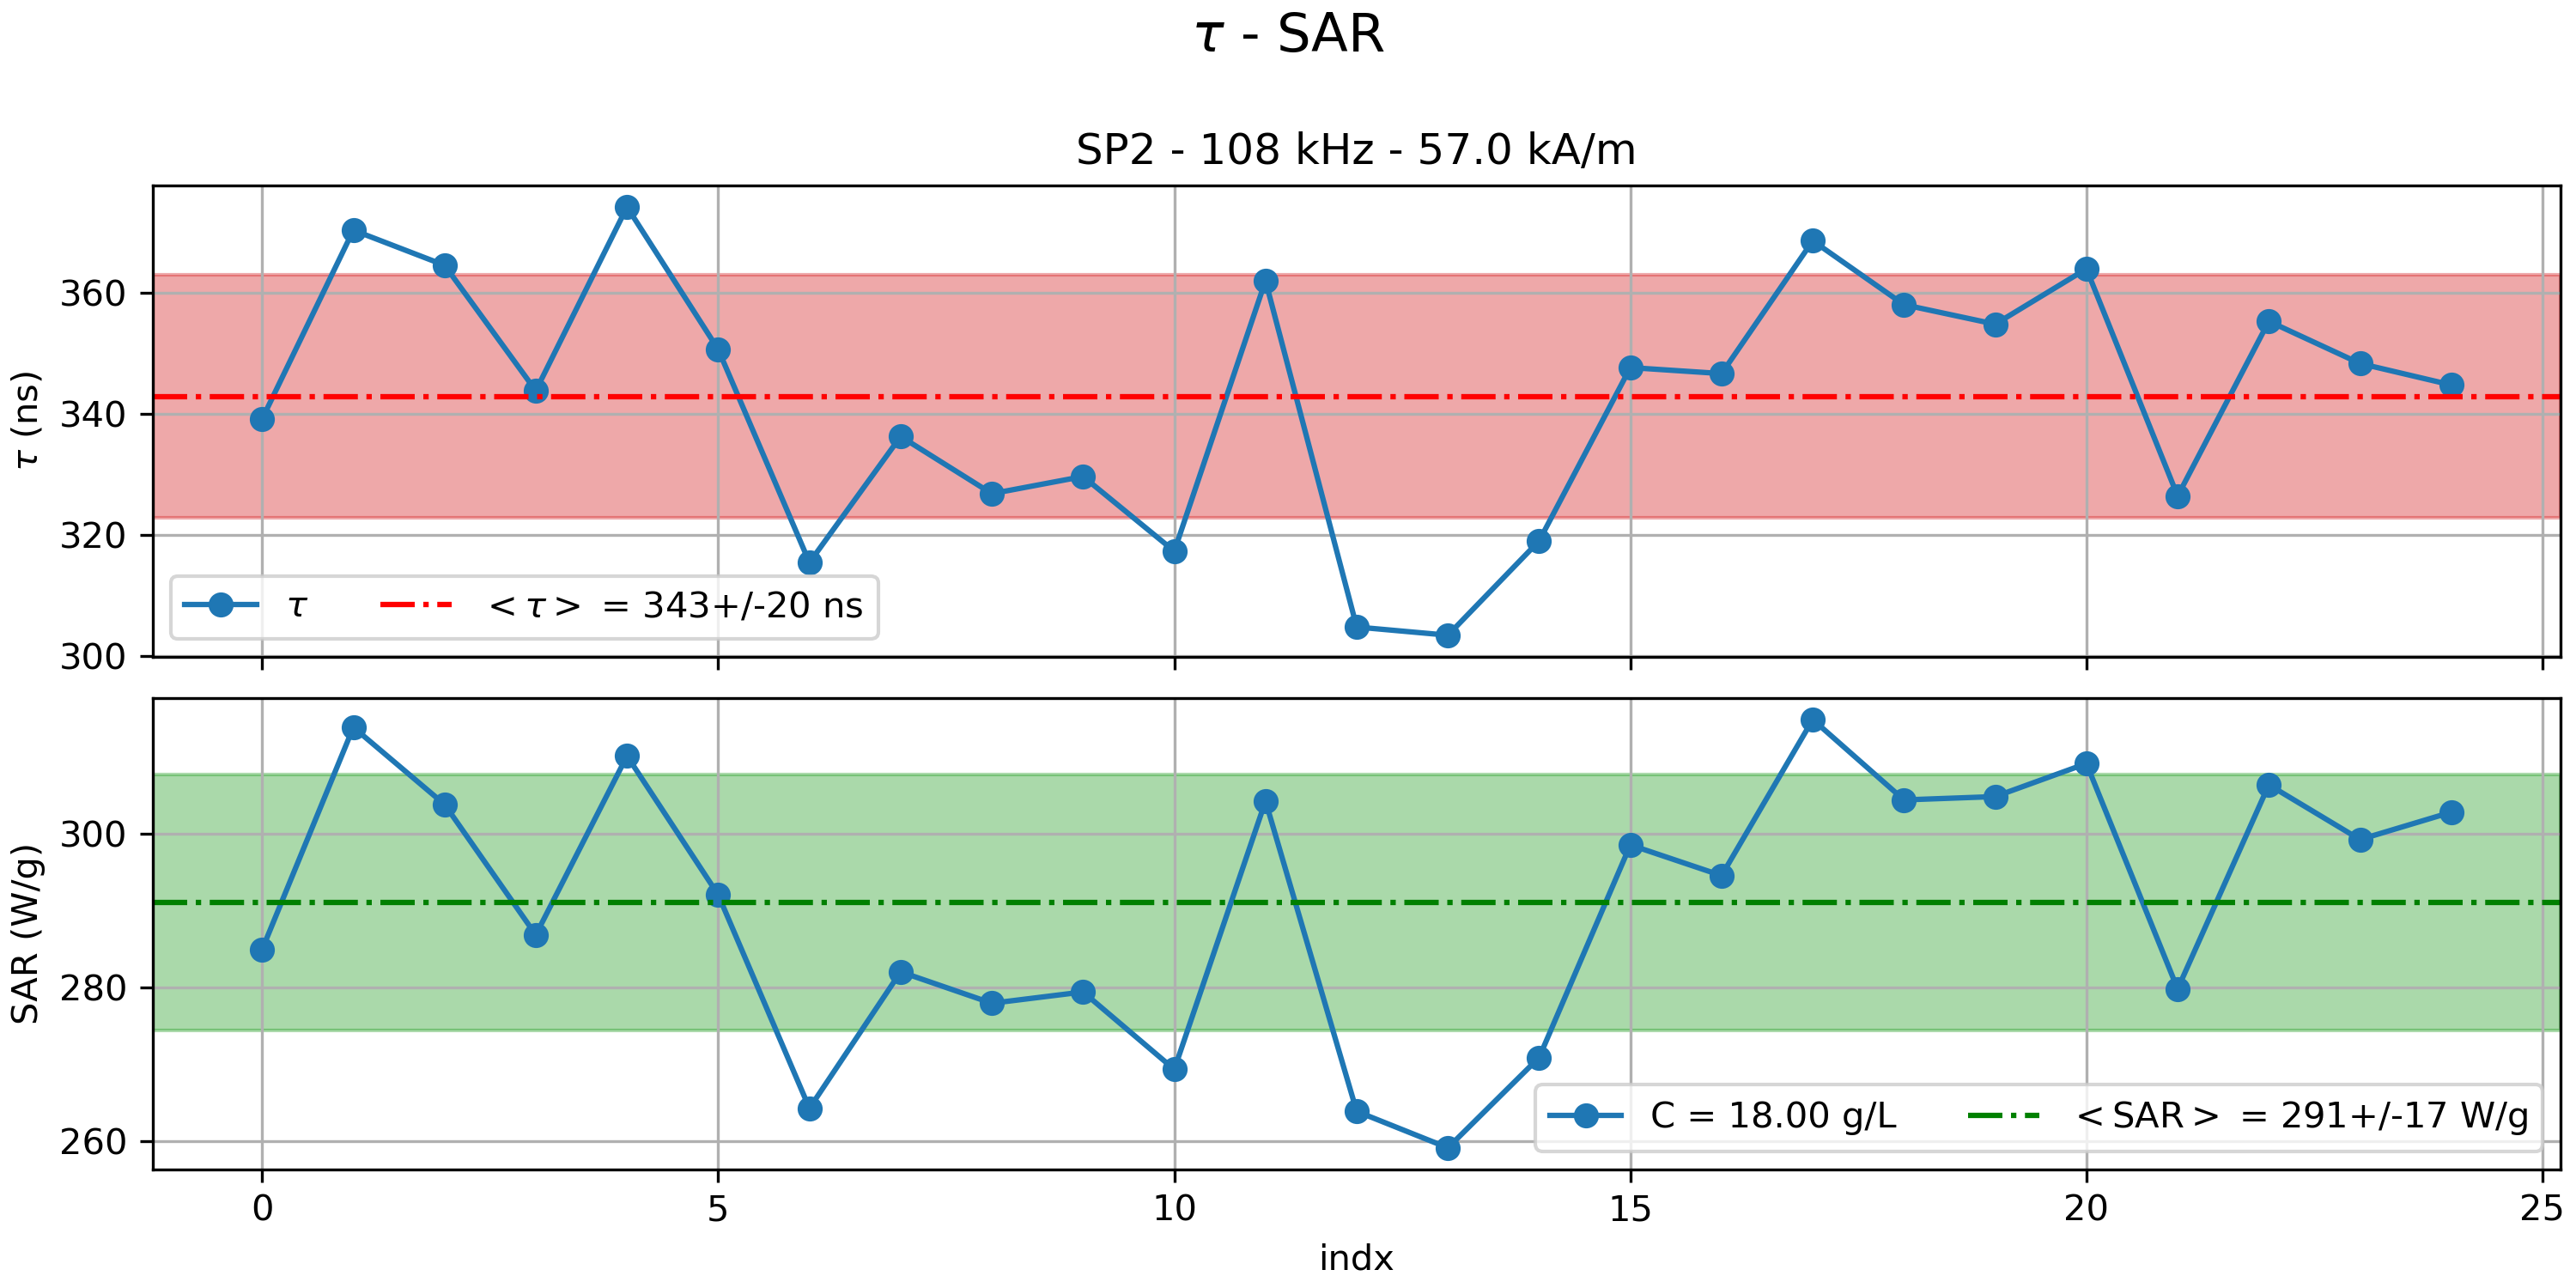 τ - SAR
SP2 - 108 kHz - 57.0 kA/m
τ (ns)
360
340
320
300
τ <τ> = 343+/-20 ns
SAR (W/g)
300
280
260
C = 18.00 g/L <SAR> = 291+/-17 W/g
0 5 10 15 20 25
indx